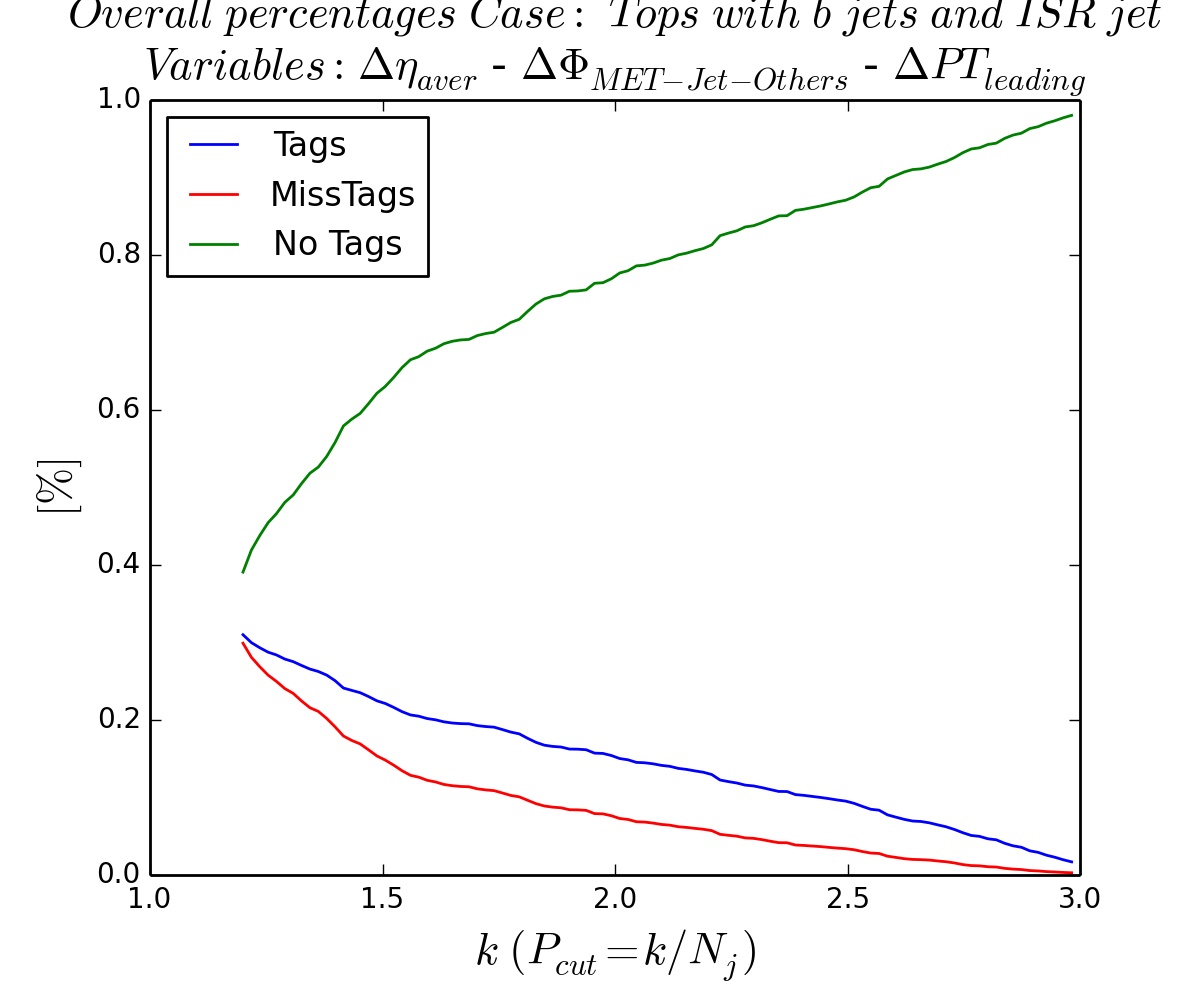 Overall percentages Case: Tops with b jets and ISR jet
Variables: Δη_aver - ΔΦ_MET−Jet−Others - ΔPT_leading
1.0
Tags
MissTags
No Tags
0.8
0.6
[%]
0.4
0.2
0.0
1.0 1.5 2.0 2.5 3.0
k (P_cut=k/N_j)